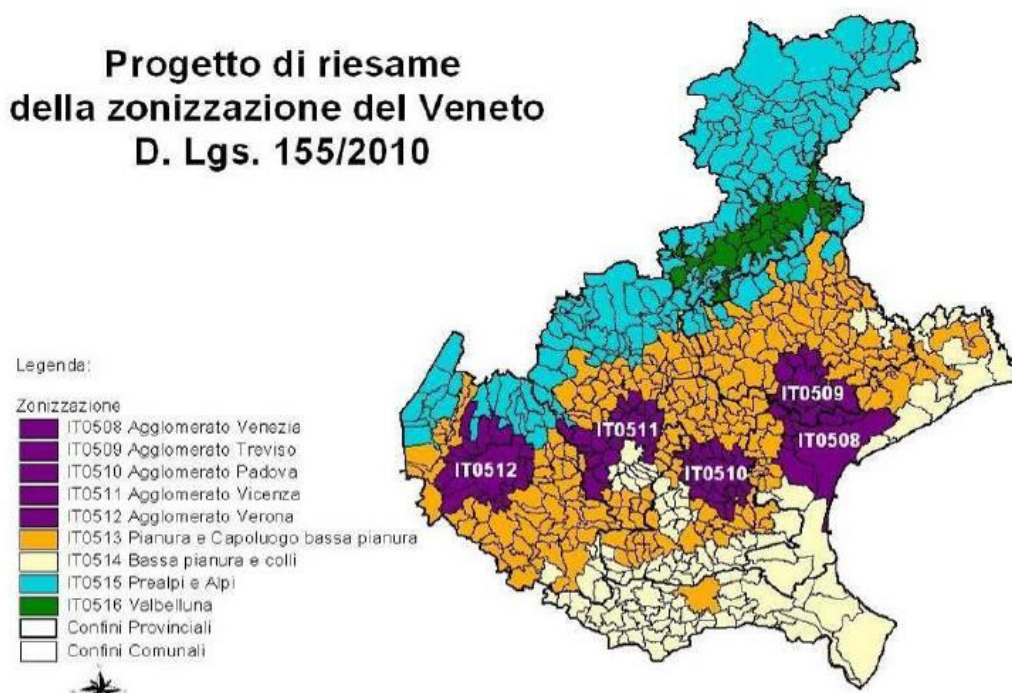 Progetto di riesame
della zonizzazione del Veneto
D. Lgs. 155/2010
Legenda:
Zonizzazione
IT0508 Agglomerato Venezia
IT0509 Agglomerato Treviso
IT0510 Agglomerato Padova
IT0511 Agglomerato Vicenza
IT0512 Agglomerato Verona
IT0513 Pianura e Capoluogo bassa pianura
IT0514 Bassa pianura e colli
IT0515 Prealpi e Alpi
IT0516 Valbelluna
Confini Provinciali
Confini Comunali
IT0509
IT0511
IT0508
IT0512
IT0510